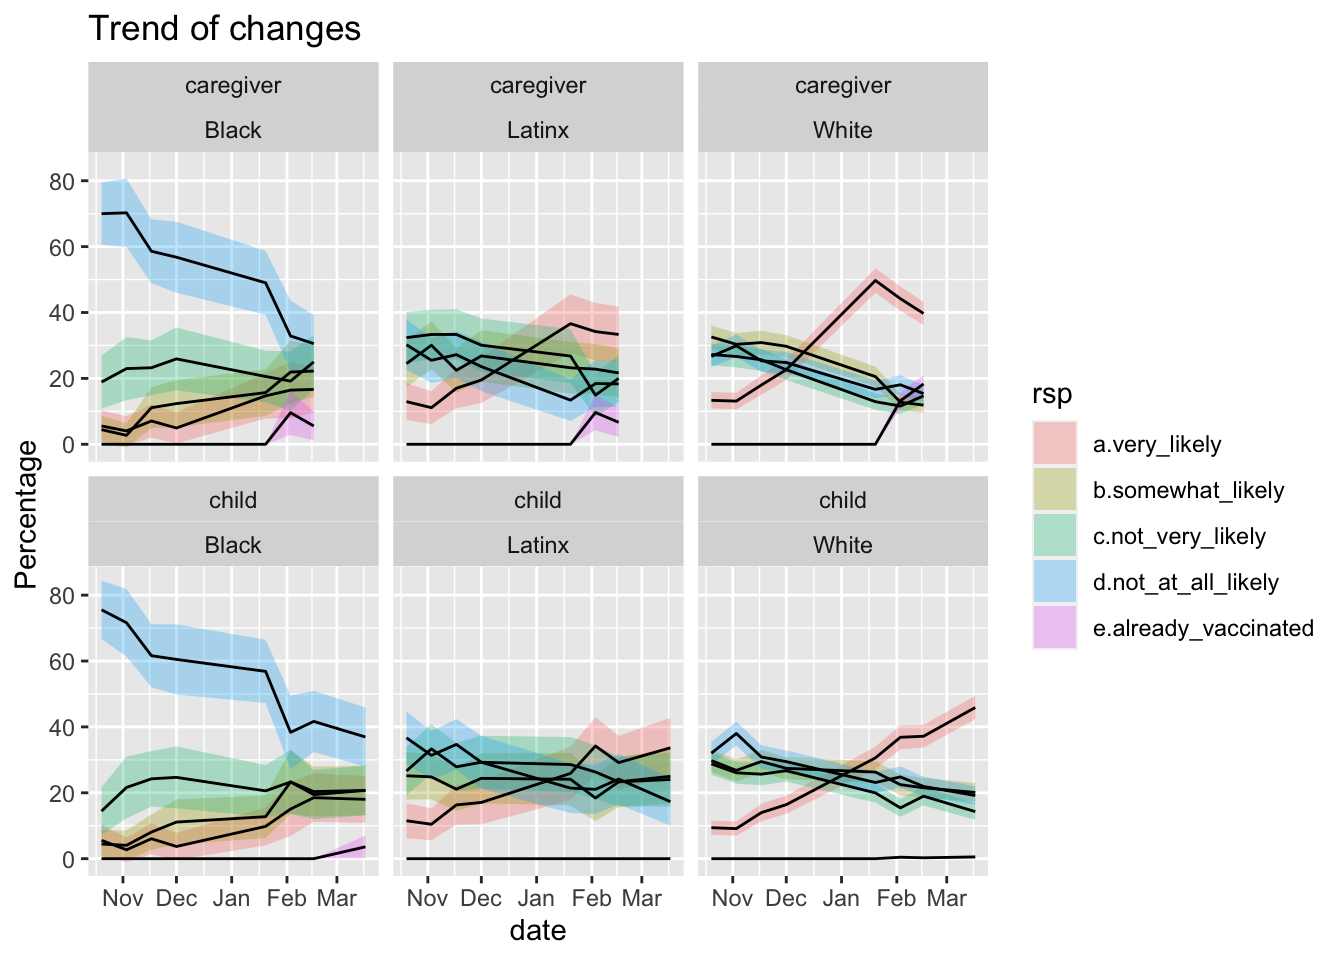 Trend of changes
caregiver caregiver caregiver
Black Latinx White
80
60
40
20
0
child child child
Black Latinx White
80
60
40
20
0
Nov Dec Jan Feb Mar Nov Dec Jan Feb Mar Nov Dec Jan Feb Mar
date
Percentage
rsp
a.very_likely
b.somewhat_likely
c.not_very_likely
d.not_at_all_likely
e.already_vaccinated